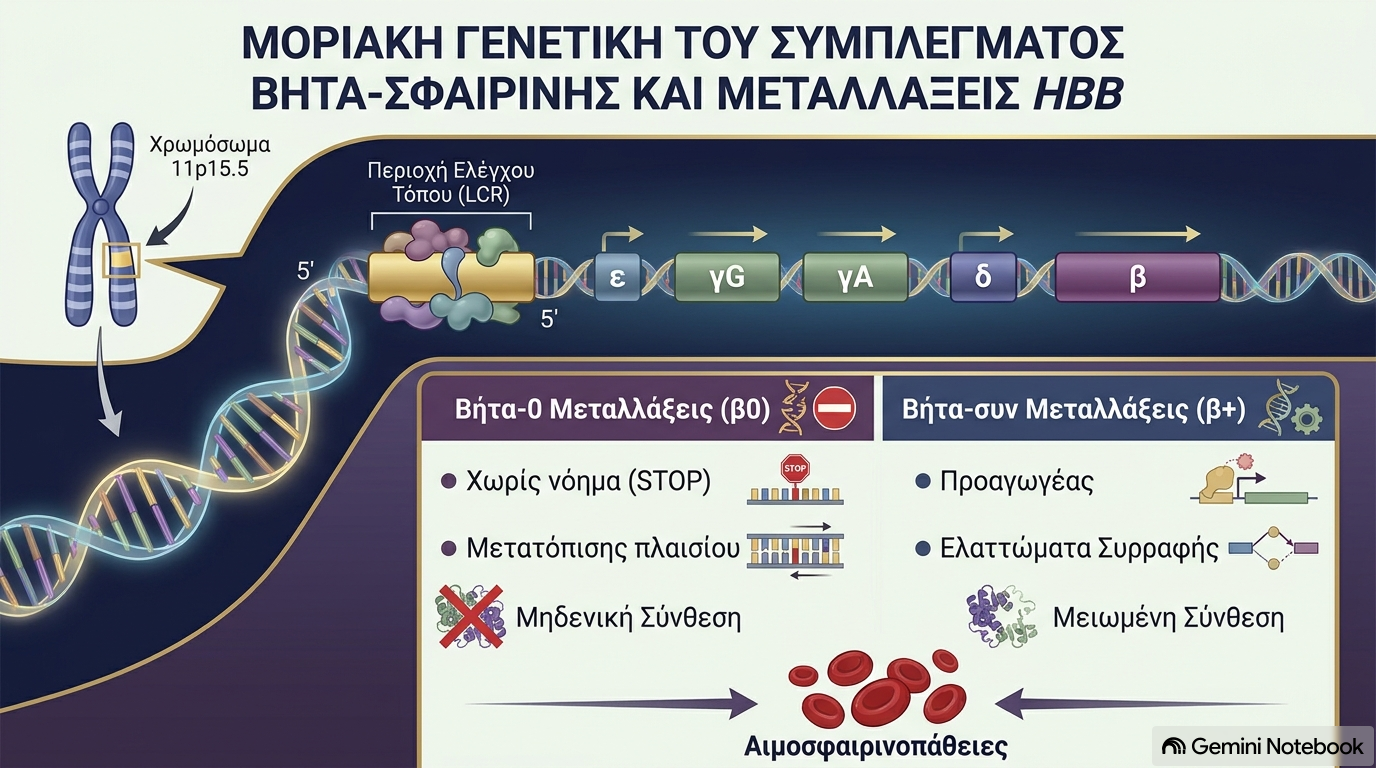 ΜΟΡΙΑΚΗ ΓΕΝΕΤΙΚΗ ΤΟΥ ΣΥΜΠΛΕΓΜΑΤΟΣ
ΒΗΤΑ-ΣΦΑΙΡΙΝΗΣ ΚΑΙ ΜΕΤΑΛΛΑΞΕΙΣ HBB
Χρωμόσωμα
11p15.5
Περιοχή Ελέγχου
Τόπου (LCR)
5'
ε
γG
γA
δ
β
5'
Βήτα-0 Μεταλλάξεις (β0)
Χωρίς νόημα (STOP)
STOP
Μετατόπισης πλαισίου
Μηδενική Σύνθεση
Βήτα-συν Μεταλλάξεις (β+)
Προαγωγέας
Ελαττώματα Συρραφής
Μειωμένη Σύνθεση
Αιμοσφαιρινοπάθειες
Gemini Notebook